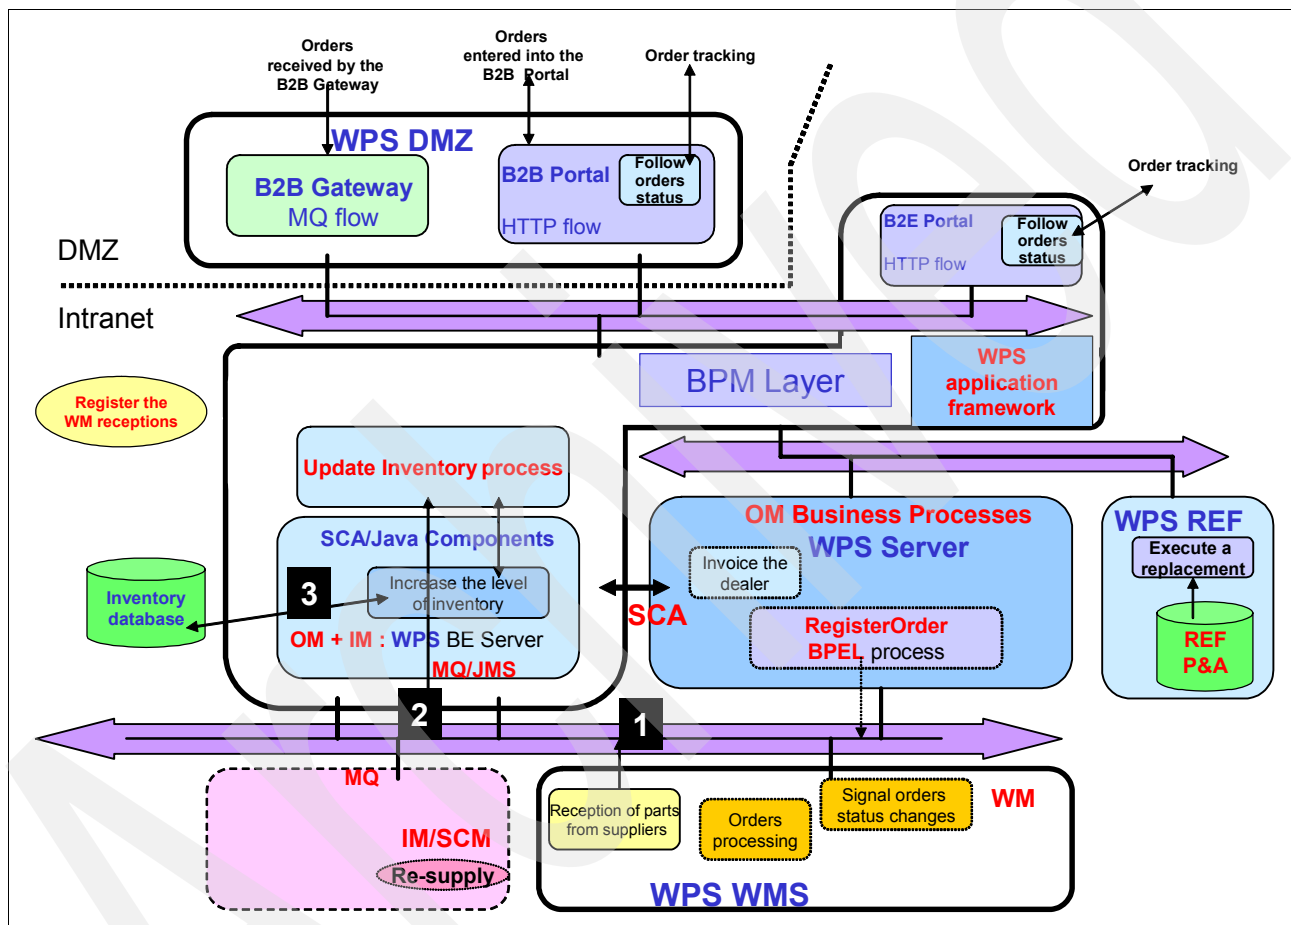 Orders
received by the
B2B Gateway
Orders
entered into the
B2B Portal
Order tracking
WPS DMZ
B2B Gateway
MQ flow
B2B Portal
HTTP flow
Follow
orders
status
Order tracking
B2E Portal
HTTP flow
Follow
orders
status
DMZ
Intranet
BPM Layer
WPS
application
framework
Register the
WM receptions
Update Inventory process
SCA/Java Components
Increase the level
of inventory
3
Inventory
database
OM + IM : WPS BE Server
MQ/JMS
SCA
OM Business Processes
WPS Server
Invoice the
dealer
RegisterOrder
BPEL process
WPS REF
Execute a
replacement
REF
P&A
2
1
MQ
IM/SCM
Re-supply
Reception of parts
from suppliers
Orders
processing
Signal orders
status changes
WM
WPS WMS
Archived